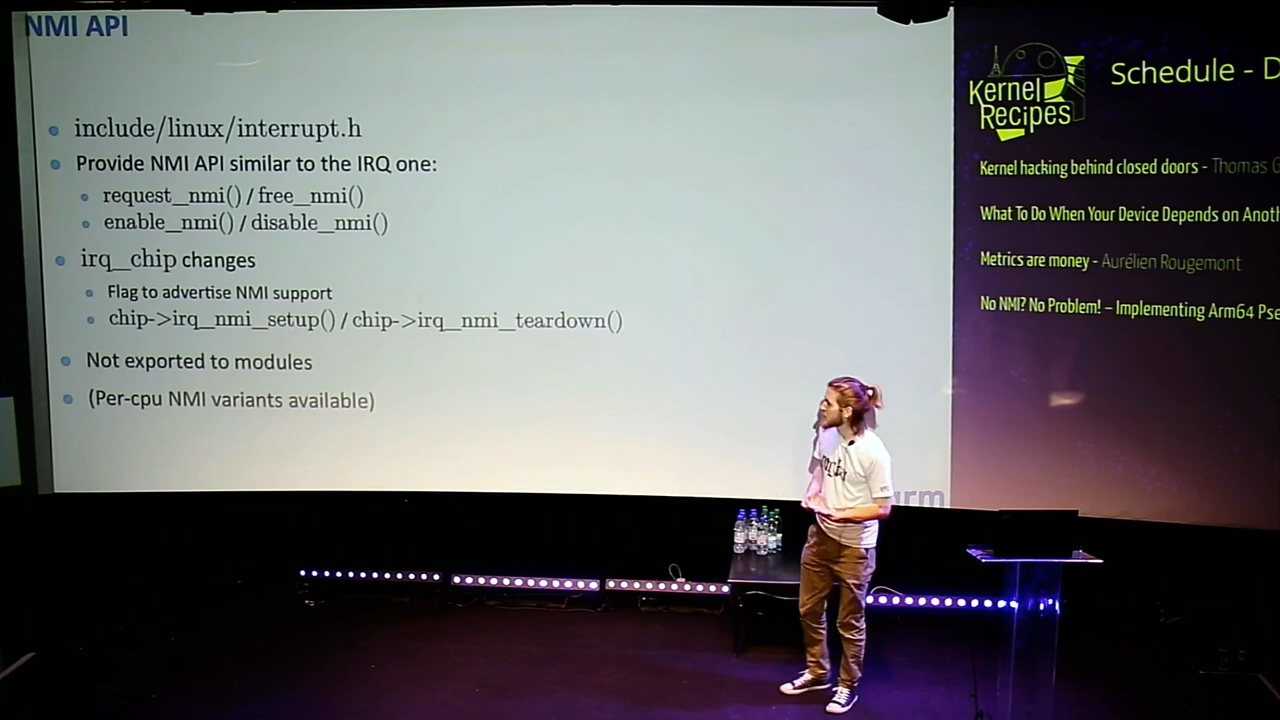 NMI API
include/linux/interrupt.h
Provide NMI API similar to the IRQ one:
request_nmi() / free_nmi()
enable_nmi() / disable_nmi()
irq_chip changes
Flag to advertise NMI support
chip->irq_nmi_setup() / chip->irq_nmi_teardown()
Not exported to modules
(Per-cpu NMI variants available)
arm
Kernel
Recipes
Schedule - D
Kernel hacking behind closed doors - Thomas G
What To Do When Your Device Depends on Anoth
Metrics are money - Aurélien Rougemont
No NMI? No Problem! – Implementing Arm64 Pse